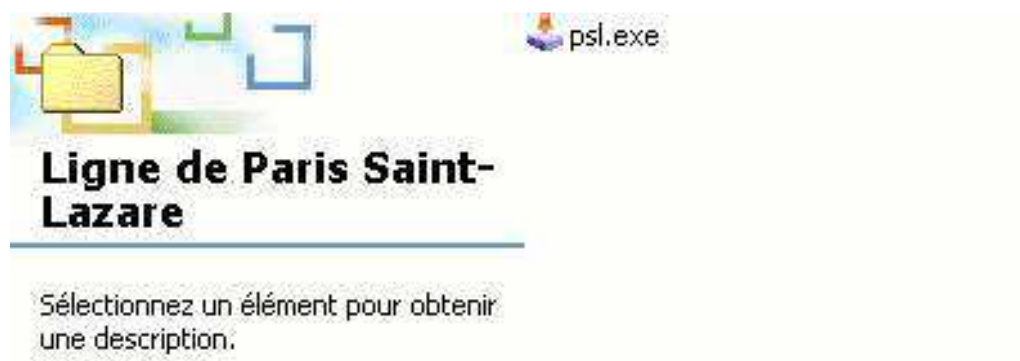 psl.exe
Ligne de Paris Saint-
Lazare
Sélectionnez un élément pour obtenir
une description.